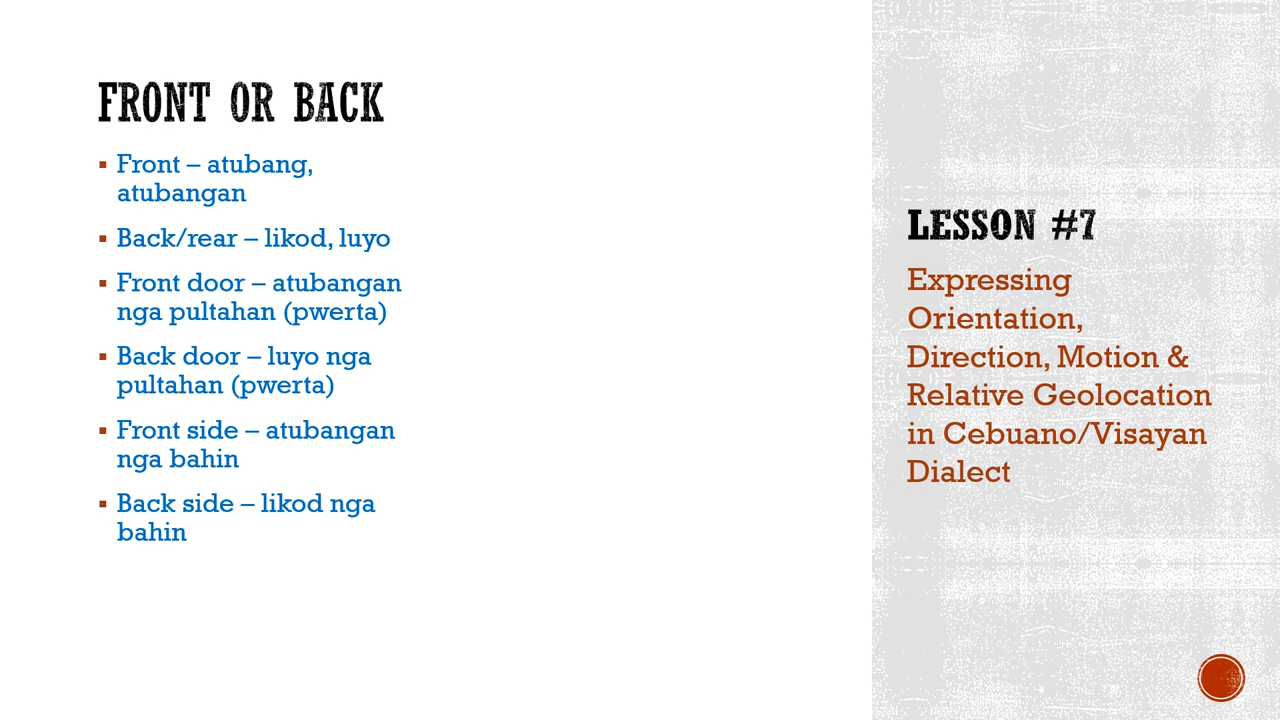 FRONT OR BACK
▪ Front – atubang,
atubangan
▪ Back/rear – likod, luyo
▪ Front door – atubangan
nga pultahan (pwerta)
▪ Back door – luyo nga
pultahan (pwerta)
▪ Front side – atubangan
nga bahin
▪ Back side – likod nga
bahin
LESSON #7
Expressing
Orientation,
Direction, Motion &
Relative Geolocation
in Cebuano/Visayan
Dialect